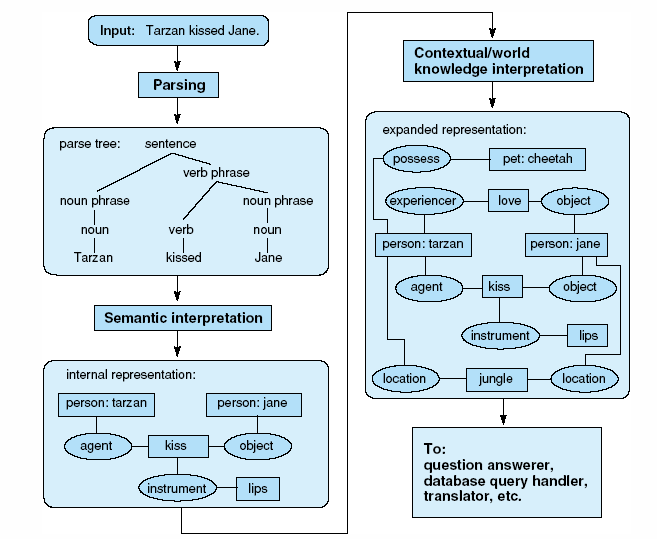 Input: Tarzan kissed Jane.
Parsing
parse tree: sentence
verb phrase
noun phrase noun phrase
noun verb noun
Tarzan kissed Jane
Semantic interpretation
internal representation:
person: tarzan person: jane
agent kiss object
instrument lips
Contextual/world
knowledge interpretation
expanded representation:
possess pet: cheetah
experiencer love object
person: tarzan person: jane
agent kiss object
instrument lips
location jungle location
To:
question answerer,
database query handler,
translator, etc.